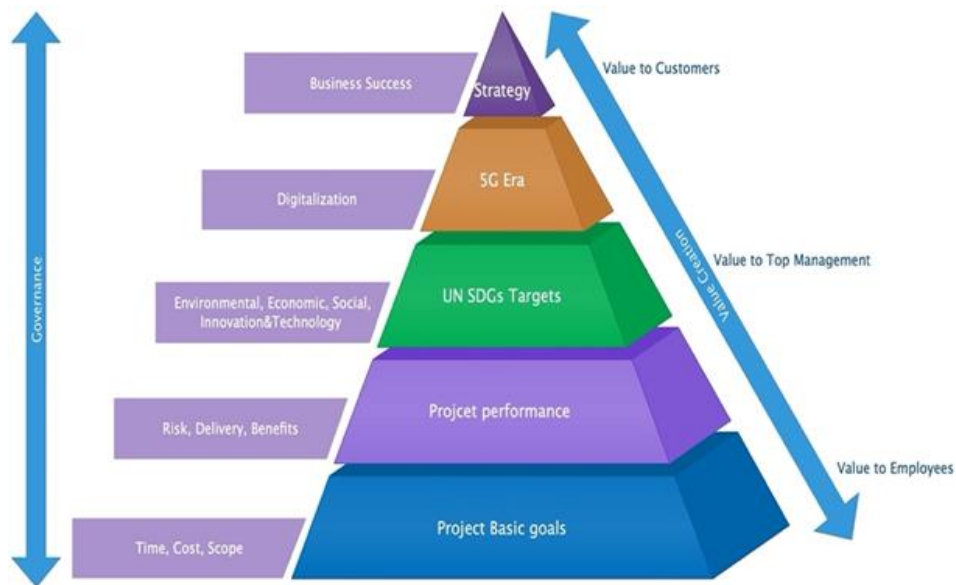 Business Success
Strategy
Value to Customers
Digitalization
5G Era
Governance
Environmental, Economic, Social,
Innovation&Technology
UN SDGs Targets
Value to Top Management
Value Creation
Risk, Delivery, Benefits
Projcet performance
Value to Employees
Time, Cost, Scope
Project Basic goals